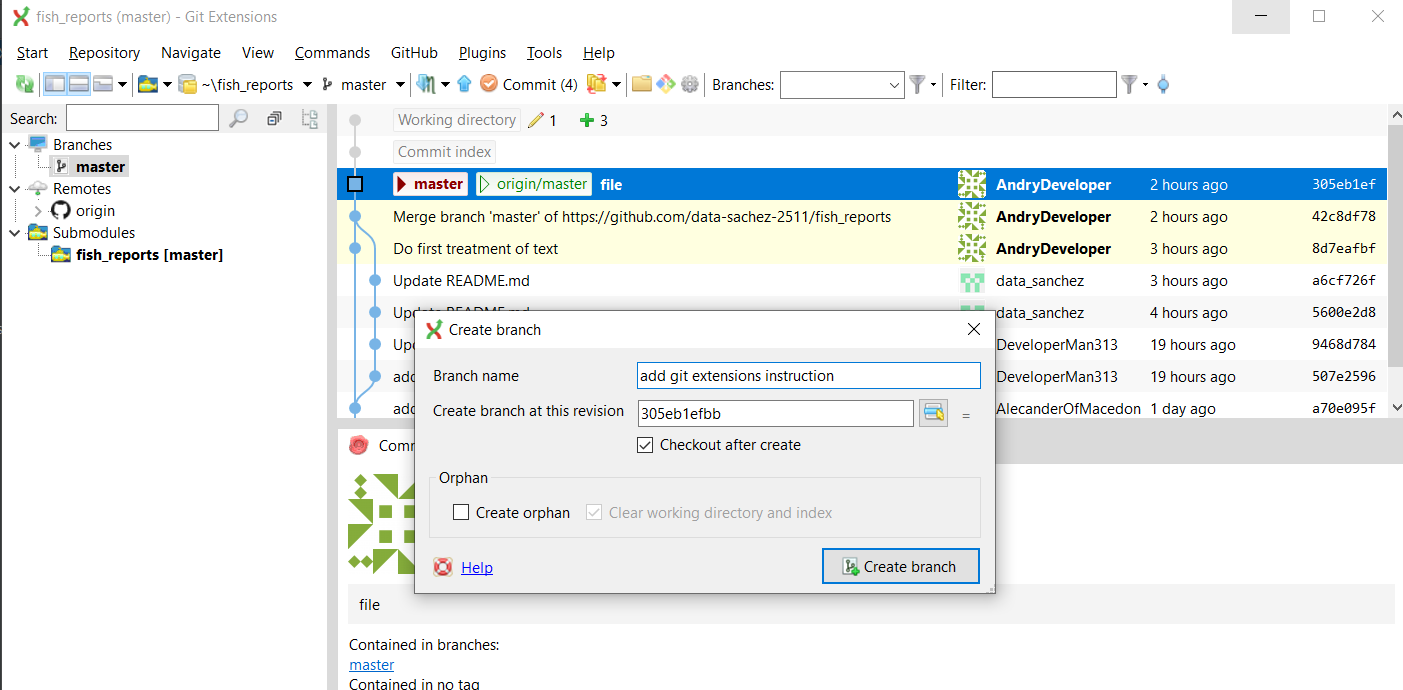 fish_reports (master) - Git Extensions
Start Repository Navigate View Commands GitHub Plugins Tools Help
~\fish_reports master Commit (4) Branches: Filter:
Search:
Branches
master
Remotes
origin
Submodules
fish_reports [master]
Working directory 1 3
Commit index
master origin/master file AndryDeveloper 2 hours ago 305eb1ef
Merge branch 'master' of https://github.com/data-sachez-2511/fish_reports AndryDeveloper 2 hours ago 42c8df78
Do first treatment of text AndryDeveloper 3 hours ago 8d7eafbf
Update README.md data_sanchez 3 hours ago a6cf726f
data_sanchez 4 hours ago 5600e2d8
DeveloperMan313 19 hours ago 9468d784
DeveloperMan313 19 hours ago 507e2596
AlecanderOfMacedon 1 day ago a70e095f
Create branch
Branch name add git extensions instruction
Create branch at this revision 305eb1efbb =
Checkout after create
Orphan
Create orphan Clear working directory and index
Help Create branch
file
Contained in branches:
master
Contained in no tag